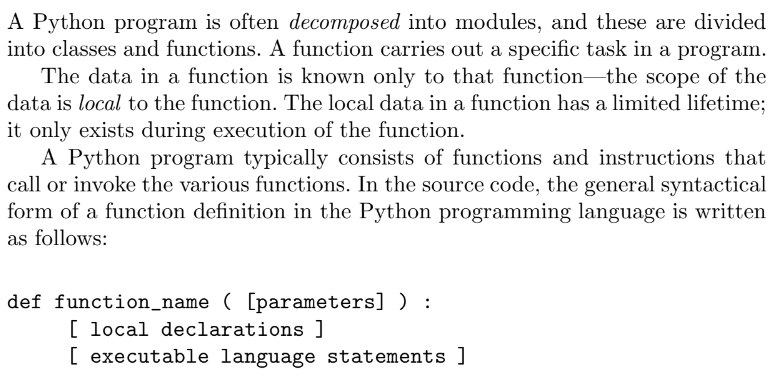 A Python program is often decomposed into modules, and these are divided
into classes and functions. A function carries out a specific task in a program.
The data in a function is known only to that function—the scope of the
data is local to the function. The local data in a function has a limited lifetime;
it only exists during execution of the function.
A Python program typically consists of functions and instructions that
call or invoke the various functions. In the source code, the general syntactical
form of a function definition in the Python programming language is written
as follows:
def function_name ( [parameters] ) :
[ local declarations ]
[ executable language statements ]